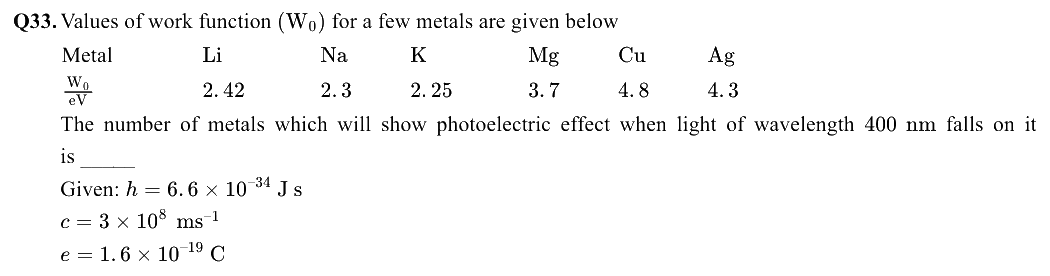 Q33. Values of work function (W₀) for a few metals are given below
Metal Li Na K Mg Cu Ag
W₀/eV 2.42 2.3 2.25 3.7 4.8 4.3
The number of metals which will show photoelectric effect when light of wavelength 400 nm falls on it
is _____
Given: h = 6.6 × 10⁻³⁴ J s
c = 3 × 10⁸ ms⁻¹
e = 1.6 × 10⁻¹⁹ C